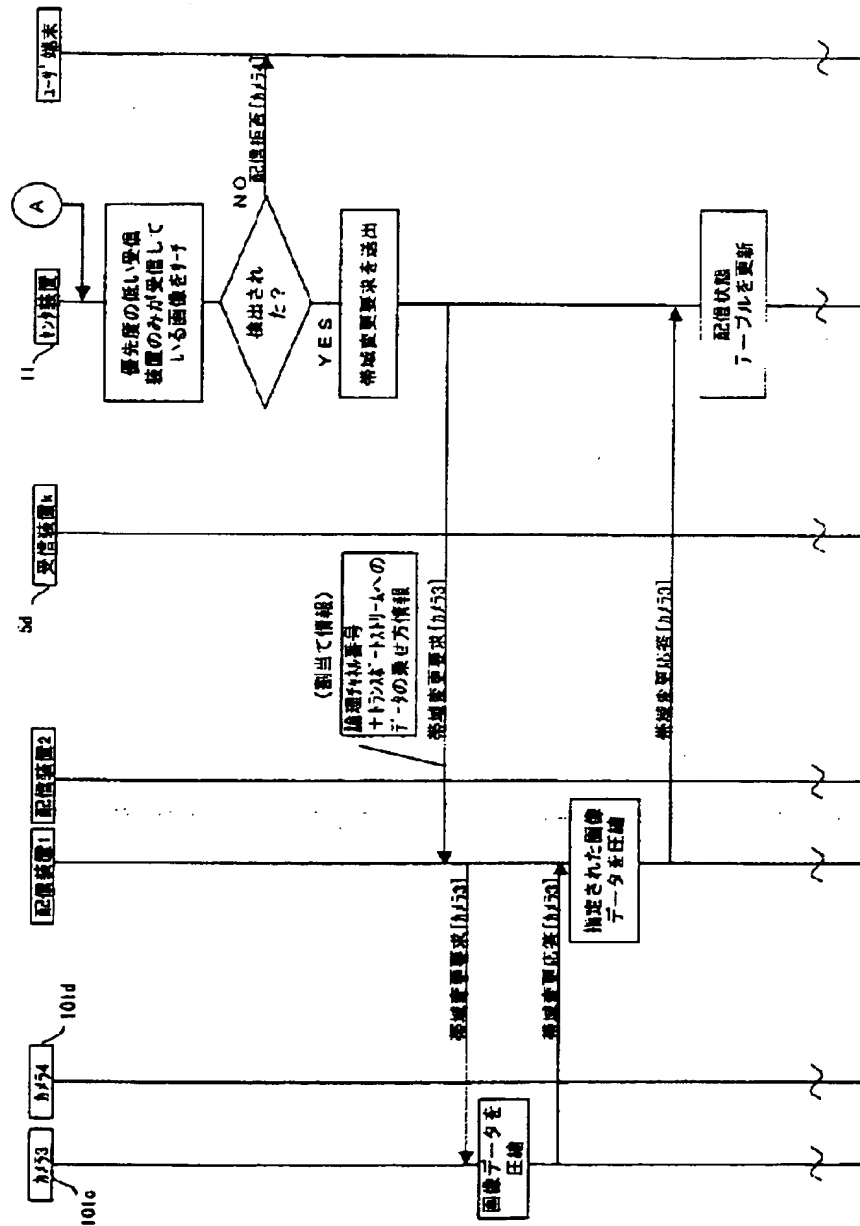 101a
カメラ3
カメラ4
101d
配信装置1
配信装置2
5d
受信装置k
11
センタ装置
ユーザ端末
A
優先度の低い受信
装置のみが受信して
いる画像をサーチ
検出され
た?
NO
配信拒否[カメラ4]
YES
帯域変更要求を送出
(割当て情報)
論理チャネル番号
+トランスポートストリームへの
データの乗せ方情報
帯域変更要求[カメラ3]
帯域変更要求[カメラ3]
画像データを
圧縮
帯域変更応答[カメラ3]
指定された画像
データを圧縮
帯域変更応答[カメラ3]
配信状態
テーブルを更新